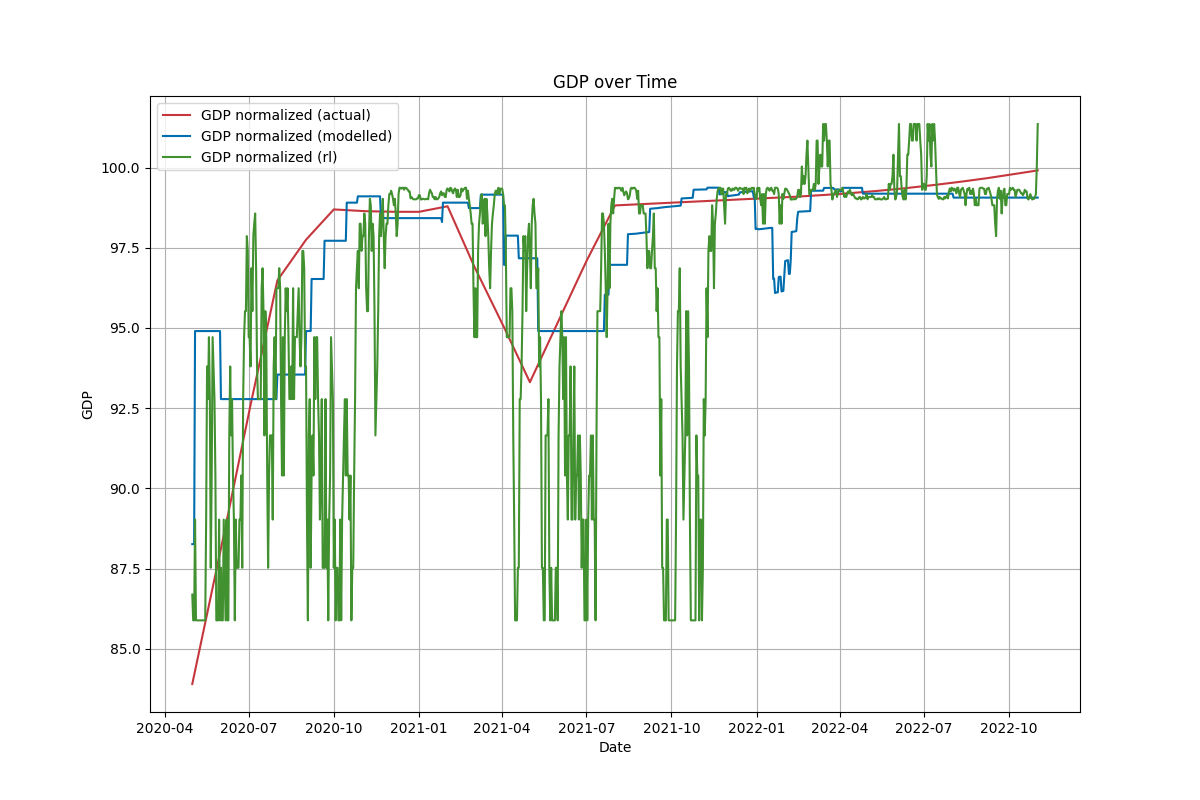 GDP over Time
GDP normalized (actual)
GDP normalized (modelled)
GDP normalized (rl)
100.0
97.5
95.0
92.5
90.0
87.5
85.0
GDP
2020-04 2020-07 2020-10 2021-01 2021-04 2021-07 2021-10 2022-01 2022-04 2022-07 2022-10
Date